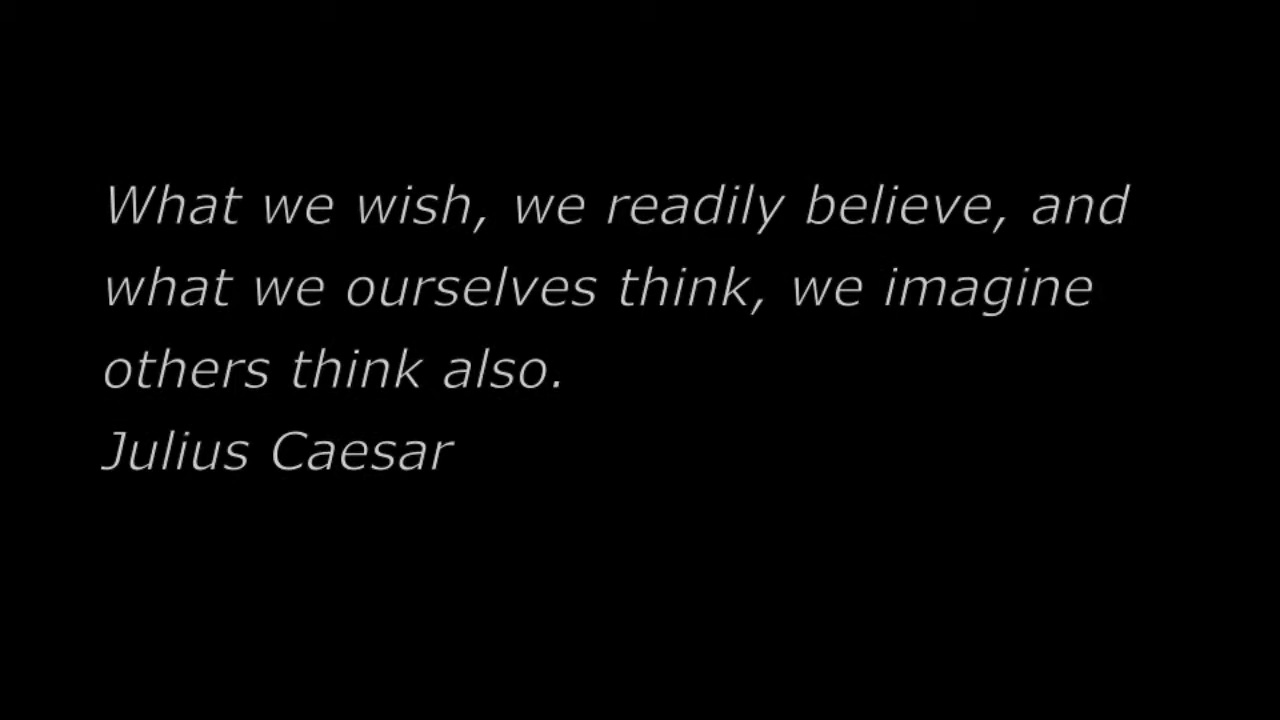 What we wish, we readily believe, and
what we ourselves think, we imagine
others think also.
Julius Caesar